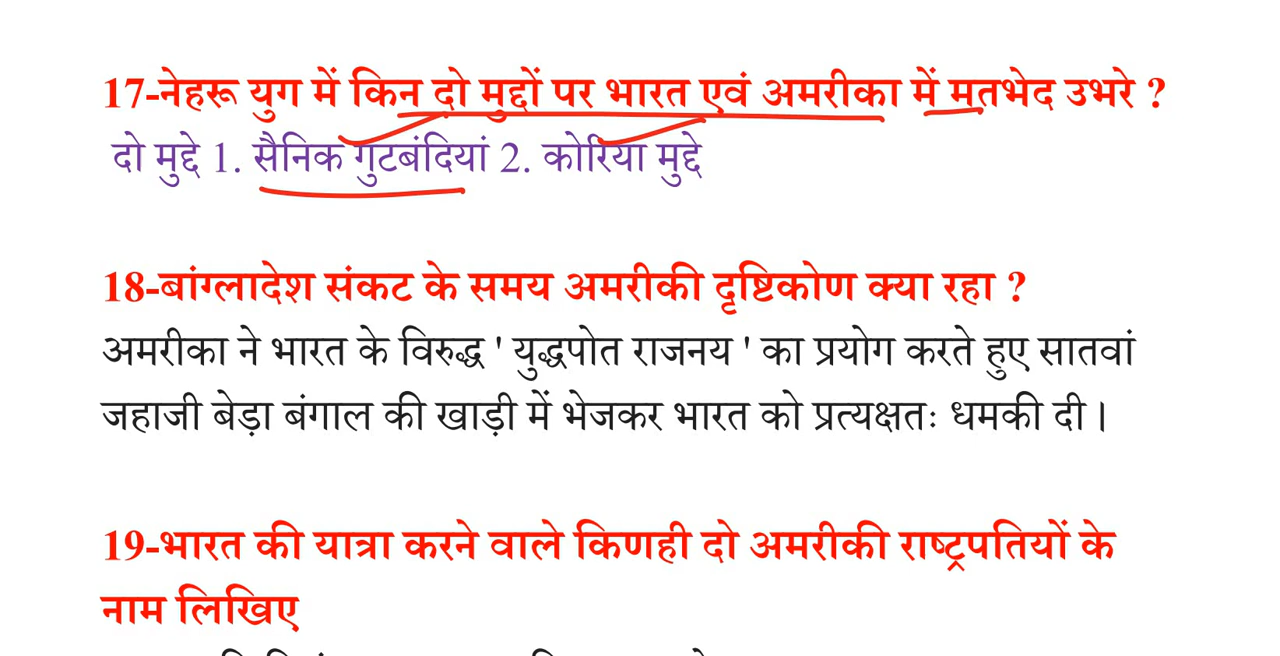 17-नेहरू युग में किन दो मुद्दों पर भारत एवं अमरीका में मतभेद उभरे ?
दो मुद्दे 1. सैनिक गुटबंदियां 2. कोरिया मुद्दे
18-बांग्लादेश संकट के समय अमरीकी दृष्टिकोण क्या रहा ?
अमरीका ने भारत के विरुद्ध ' युद्धपोत राजनय ' का प्रयोग करते हुए सातवां
जहाजी बेड़ा बंगाल की खाड़ी में भेजकर भारत को प्रत्यक्षतः धमकी दी।
19-भारत की यात्रा करने वाले किणही दो अमरीकी राष्ट्रपतियों के
नाम लिखिए